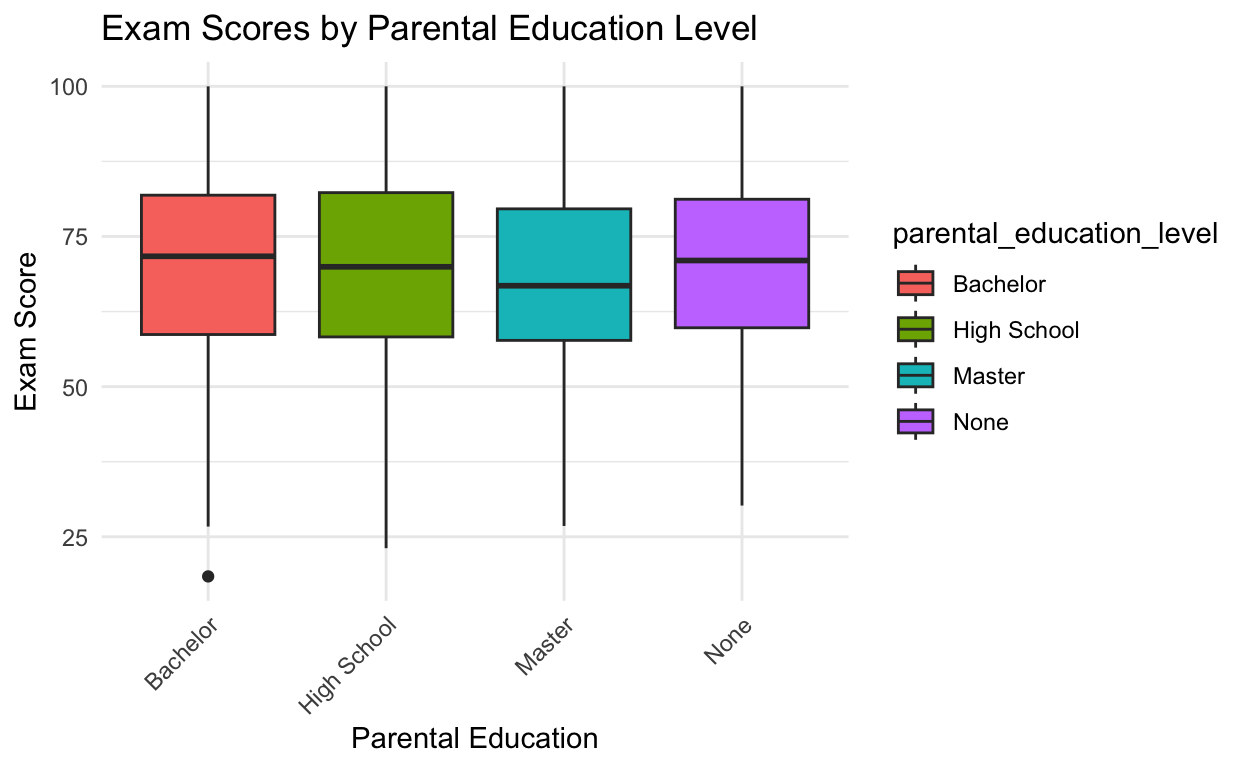 Exam Scores by Parental Education Level
100
75
50
25
Exam Score
Bachelor
High School
Master
None
Parental Education
parental_education_level
Bachelor
High School
Master
None